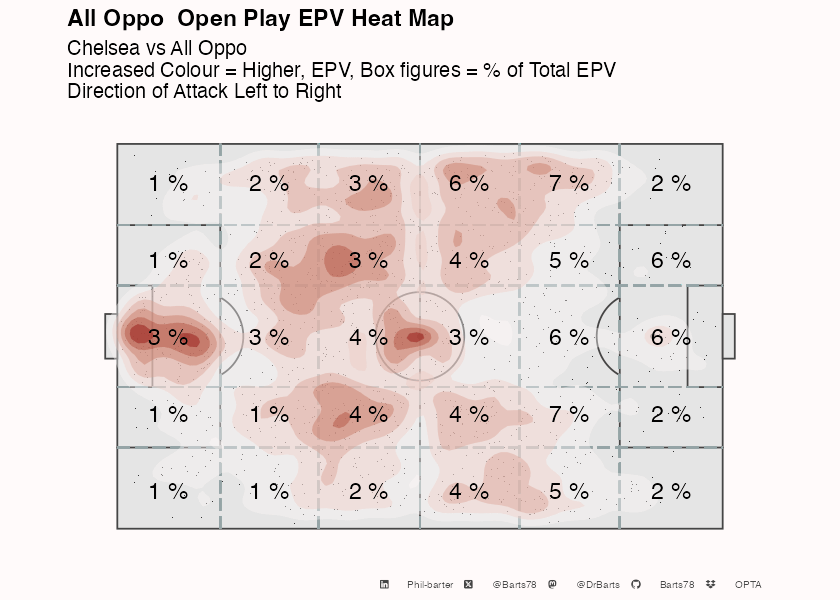 All Oppo  Open Play EPV Heat Map
Chelsea vs All Oppo
Increased Colour = Higher, EPV, Box figures = % of Total EPV
Direction of Attack Left to Right
1 % 2 % 3 % 6 % 7 % 2 %
1 % 2 % 3 % 4 % 5 % 6 %
3 % 3 % 4 % 3 % 6 % 6 %
1 % 1 % 4 % 4 % 7 % 2 %
1 % 1 % 2 % 4 % 5 % 2 %
Phil-barter @Barts78 @DrBarts Barts78 OPTA